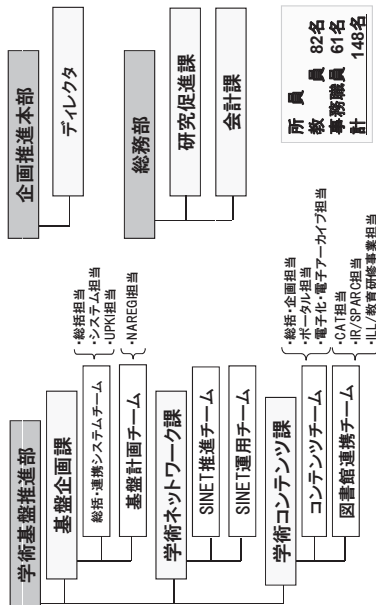 学術基盤推進部
基盤企画課
総括・連携システムチーム
・総括担当
・システム担当
・UPKI担当
基盤計画チーム
・NAREGI担当
学術ネットワーク課
SINET推進チーム
SINET運用チーム
学術コンテンツ課
コンテンツチーム
・総括・企画担当
・ポータル担当
・電子化・電子アーカイブ担当
図書館連携チーム
・CAT担当
・IR/SPARC担当
・ILL/教育研修事業担当
企画推進本部
ディレクタ
総務部
研究促進課
会計課
所 員
教 員 82名
事務職員 61名
計 148名